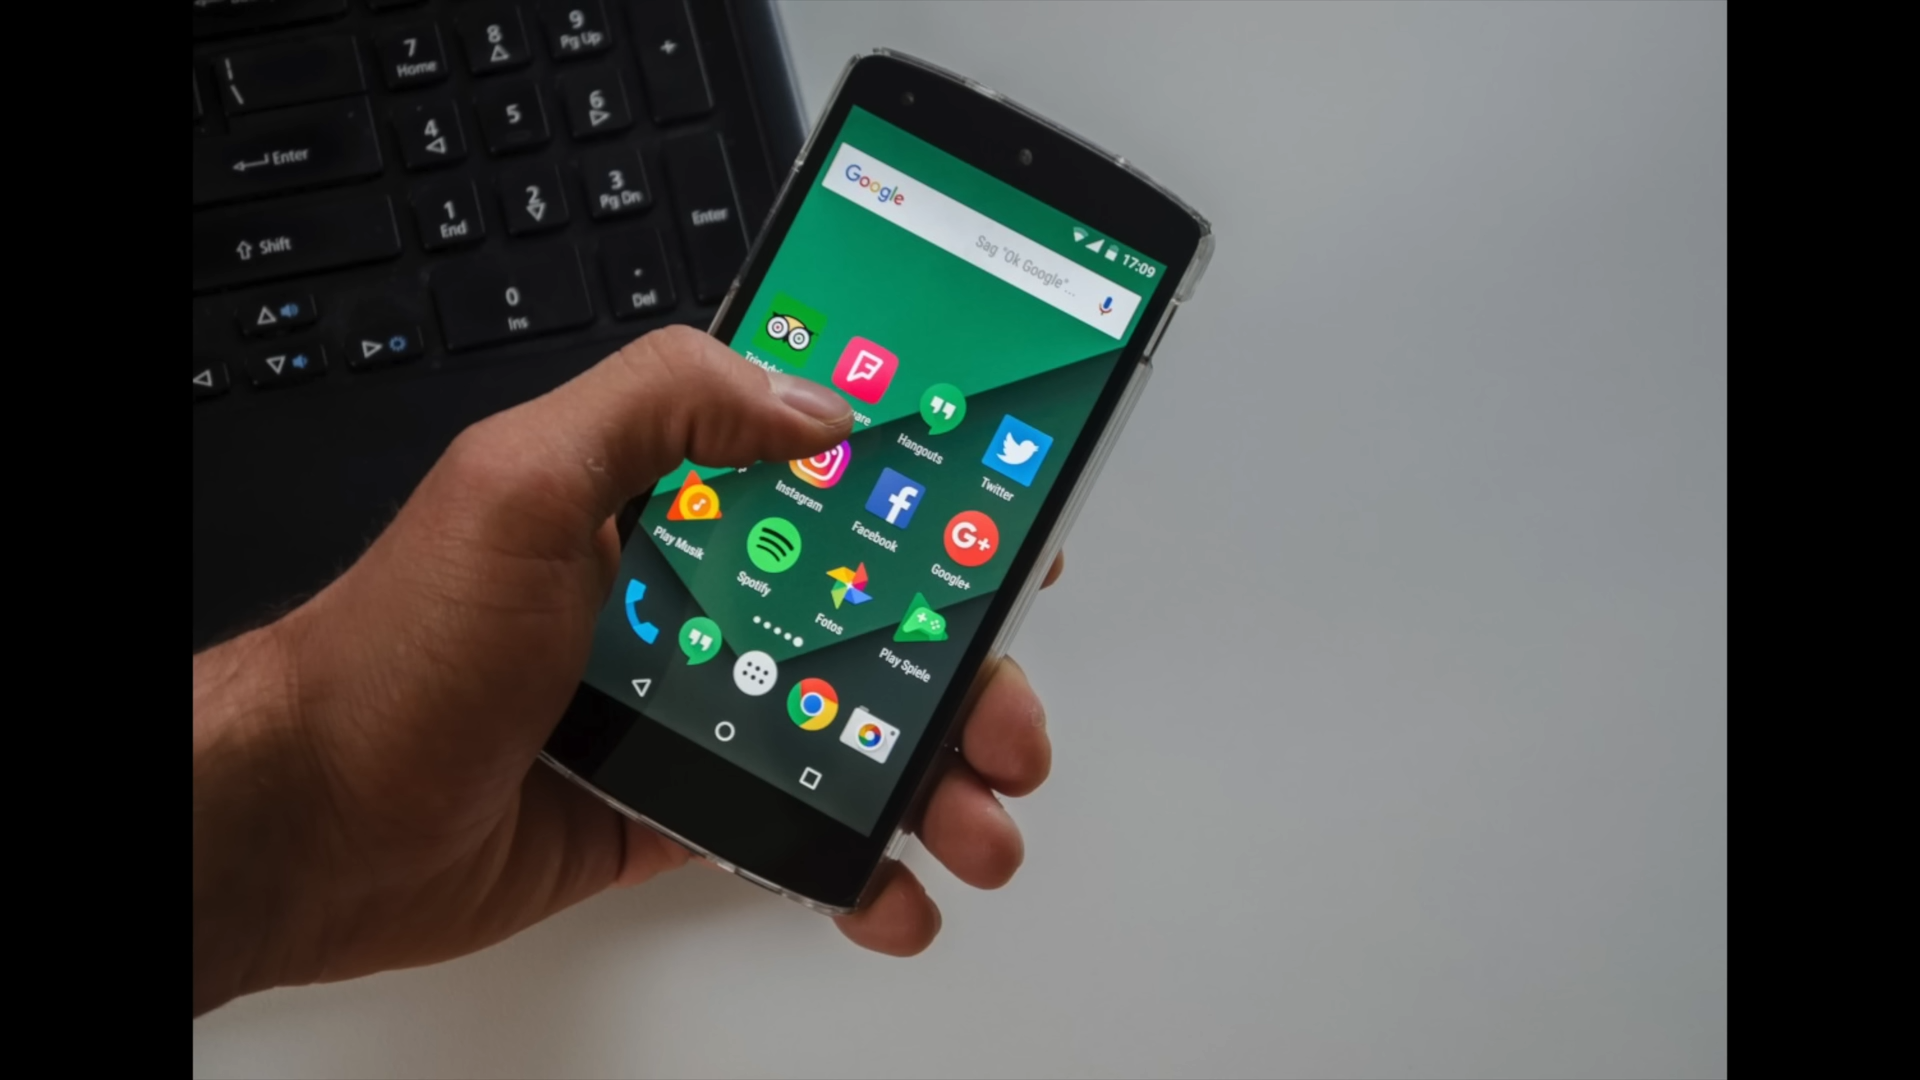 7
Home
8
9
Pg Up
+
|
\
4
5
6
Enter
1
End
2
3
Pg Dn
Enter
Shift
0
Ins
.
Del
17:09
Google
Sag "Ok Google"...
Hangouts
Twitter
Instagram
Facebook
G+
Google+
Play Musik
Spotify
Fotos
Play Spiele